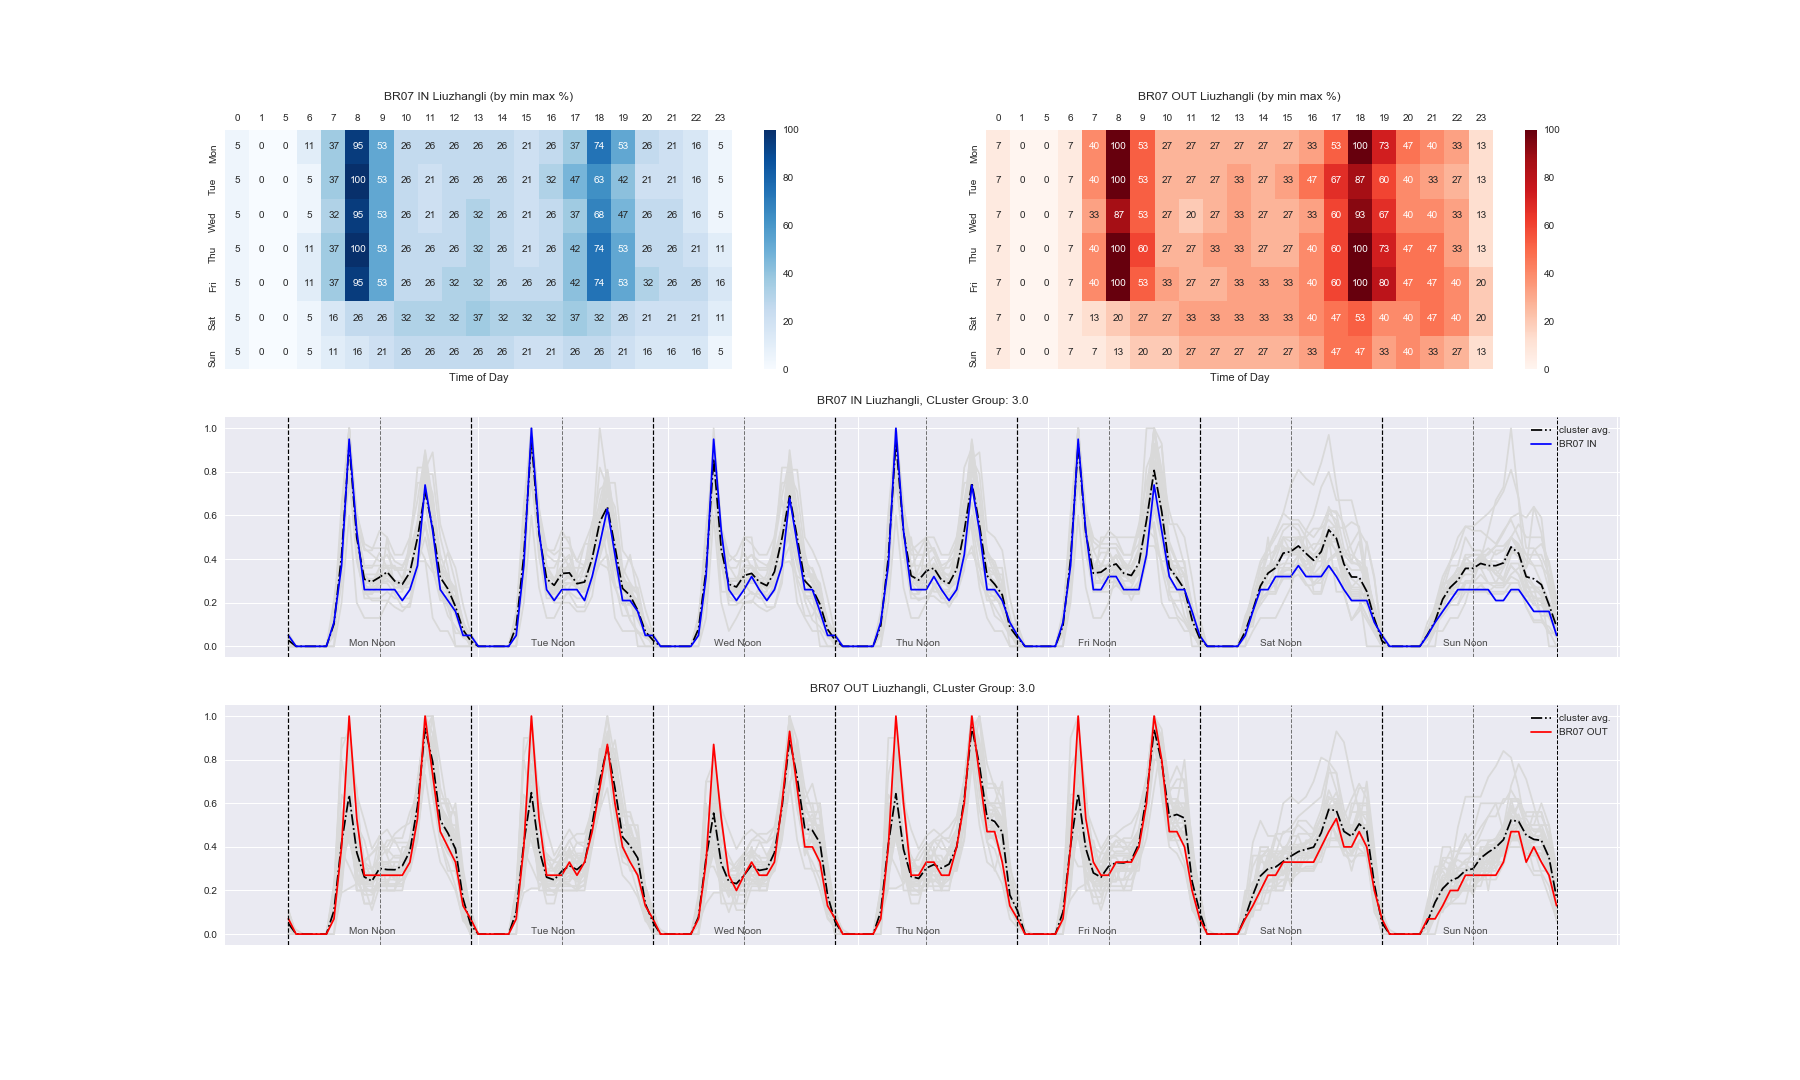 BR07 IN Liuzhangli (by min max %)
0 1 5 6 7 8 9 10 11 12 13 14 15 16 17 18 19 20 21 22 23
Mon 5 0 0 11 37 95 53 26 26 26 26 26 21 26 37 74 53 26 21 16 5
Tue 5 0 0 5 37 100 53 26 21 26 26 26 21 32 47 63 42 21 21 16 5
Wed 5 0 0 5 32 95 53 26 21 26 32 26 21 26 37 68 47 26 26 16 5
Thu 5 0 0 11 37 100 53 26 26 26 32 26 21 26 42 74 53 26 26 21 11
Fri 5 0 0 11 37 95 53 26 26 32 32 26 26 26 42 74 53 32 26 26 16
Sat 5 0 0 5 16 26 26 32 32 32 37 32 32 32 37 32 26 21 21 21 11
Sun 5 0 0 5 11 16 21 26 26 26 26 26 21 21 26 26 21 16 16 16 5
Time of Day
100
80
60
40
20
0
BR07 OUT Liuzhangli (by min max %)
0 1 5 6 7 8 9 10 11 12 13 14 15 16 17 18 19 20 21 22 23
Mon 7 0 0 7 40 100 53 27 27 27 27 27 27 33 53 100 73 47 40 33 13
Tue 7 0 0 7 40 100 53 27 27 27 33 27 33 47 67 87 60 40 33 27 13
Wed 7 0 0 7 33 87 53 27 20 27 33 27 27 33 60 93 67 40 40 33 13
Thu 7 0 0 7 40 100 60 27 27 33 33 27 27 40 60 100 73 47 47 33 13
Fri 7 0 0 7 40 100 53 33 27 27 33 33 33 40 60 100 80 47 47 40 20
Sat 7 0 0 7 13 20 27 27 33 33 33 33 33 40 47 53 40 40 47 40 20
Sun 7 0 0 7 7 13 20 20 27 27 27 27 27 33 47 47 33 40 33 27 13
Time of Day
100
80
60
40
20
0
BR07 IN Liuzhangli, CLuster Group: 3.0
1.0
0.8
0.6
0.4
0.2
0.0
cluster avg.
BR07 IN
Mon Noon Tue Noon Wed Noon Thu Noon Fri Noon Sat Noon Sun Noon
BR07 OUT Liuzhangli, CLuster Group: 3.0
1.0
0.8
0.6
0.4
0.2
0.0
cluster avg.
BR07 OUT
Mon Noon Tue Noon Wed Noon Thu Noon Fri Noon Sat Noon Sun Noon